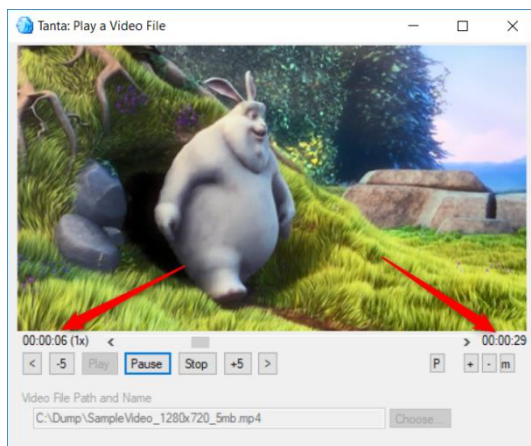 Tanta: Play a Video File
00:00:06 (1x) < > 00:00:29
< -5 Play Pause Stop +5 > P + - m
Video File Path and Name
C:\Dump\SampleVideo_1280x720_5mb.mp4 Choose...